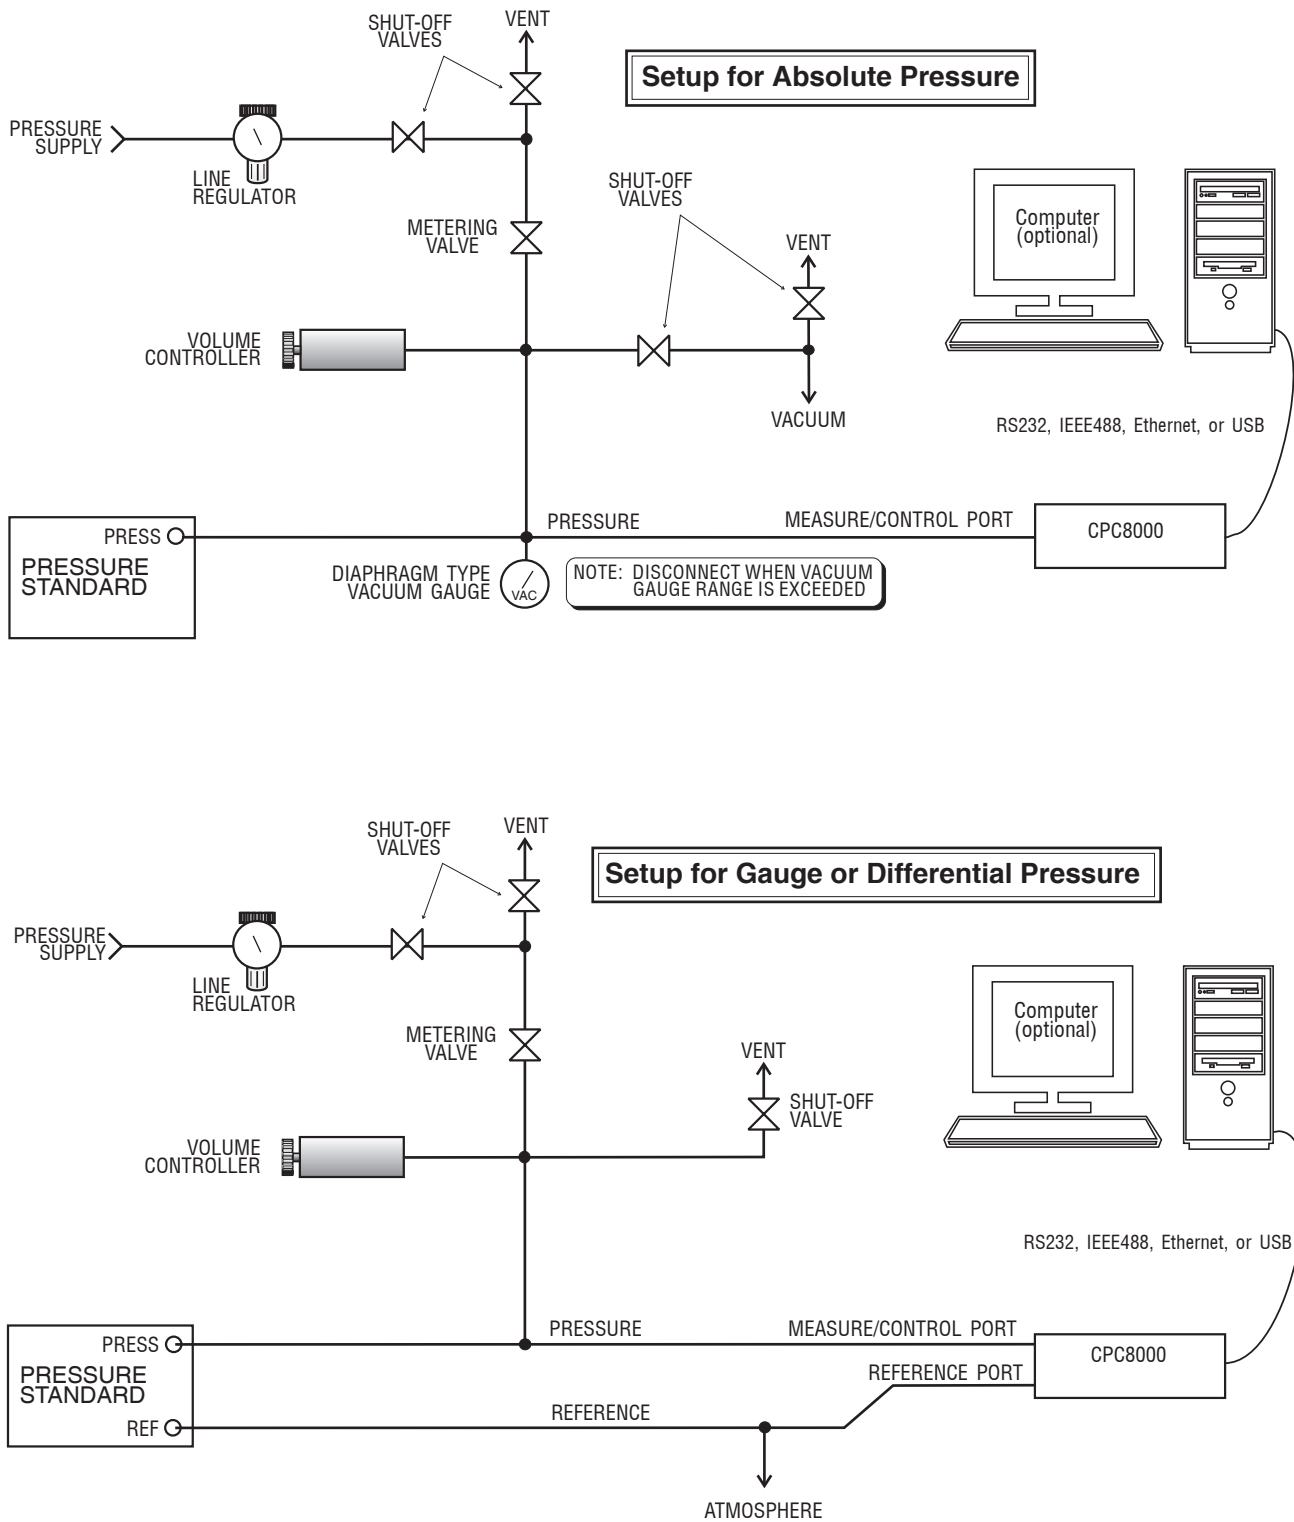 SHUT-OFF
VALVES
VENT
Setup for Absolute Pressure
PRESSURE
SUPPLY
LINE
REGULATOR
METERING
VALVE
SHUT-OFF
VALVES
VENT
Computer
(optional)
VOLUME
CONTROLLER
VACUUM
RS232, IEEE488, Ethernet, or USB
PRESS
PRESSURE
STANDARD
PRESSURE
MEASURE/CONTROL PORT
CPC8000
DIAPHRAGM TYPE
VACUUM GAUGE
VAC
NOTE: DISCONNECT WHEN VACUUM
GAUGE RANGE IS EXCEEDED
SHUT-OFF
VALVES
VENT
Setup for Gauge or Differential Pressure
PRESSURE
SUPPLY
LINE
REGULATOR
METERING
VALVE
VENT
SHUT-OFF
VALVE
Computer
(optional)
VOLUME
CONTROLLER
RS232, IEEE488, Ethernet, or USB
PRESS
PRESSURE
STANDARD
REF
PRESSURE
MEASURE/CONTROL PORT
CPC8000
REFERENCE PORT
REFERENCE
ATMOSPHERE